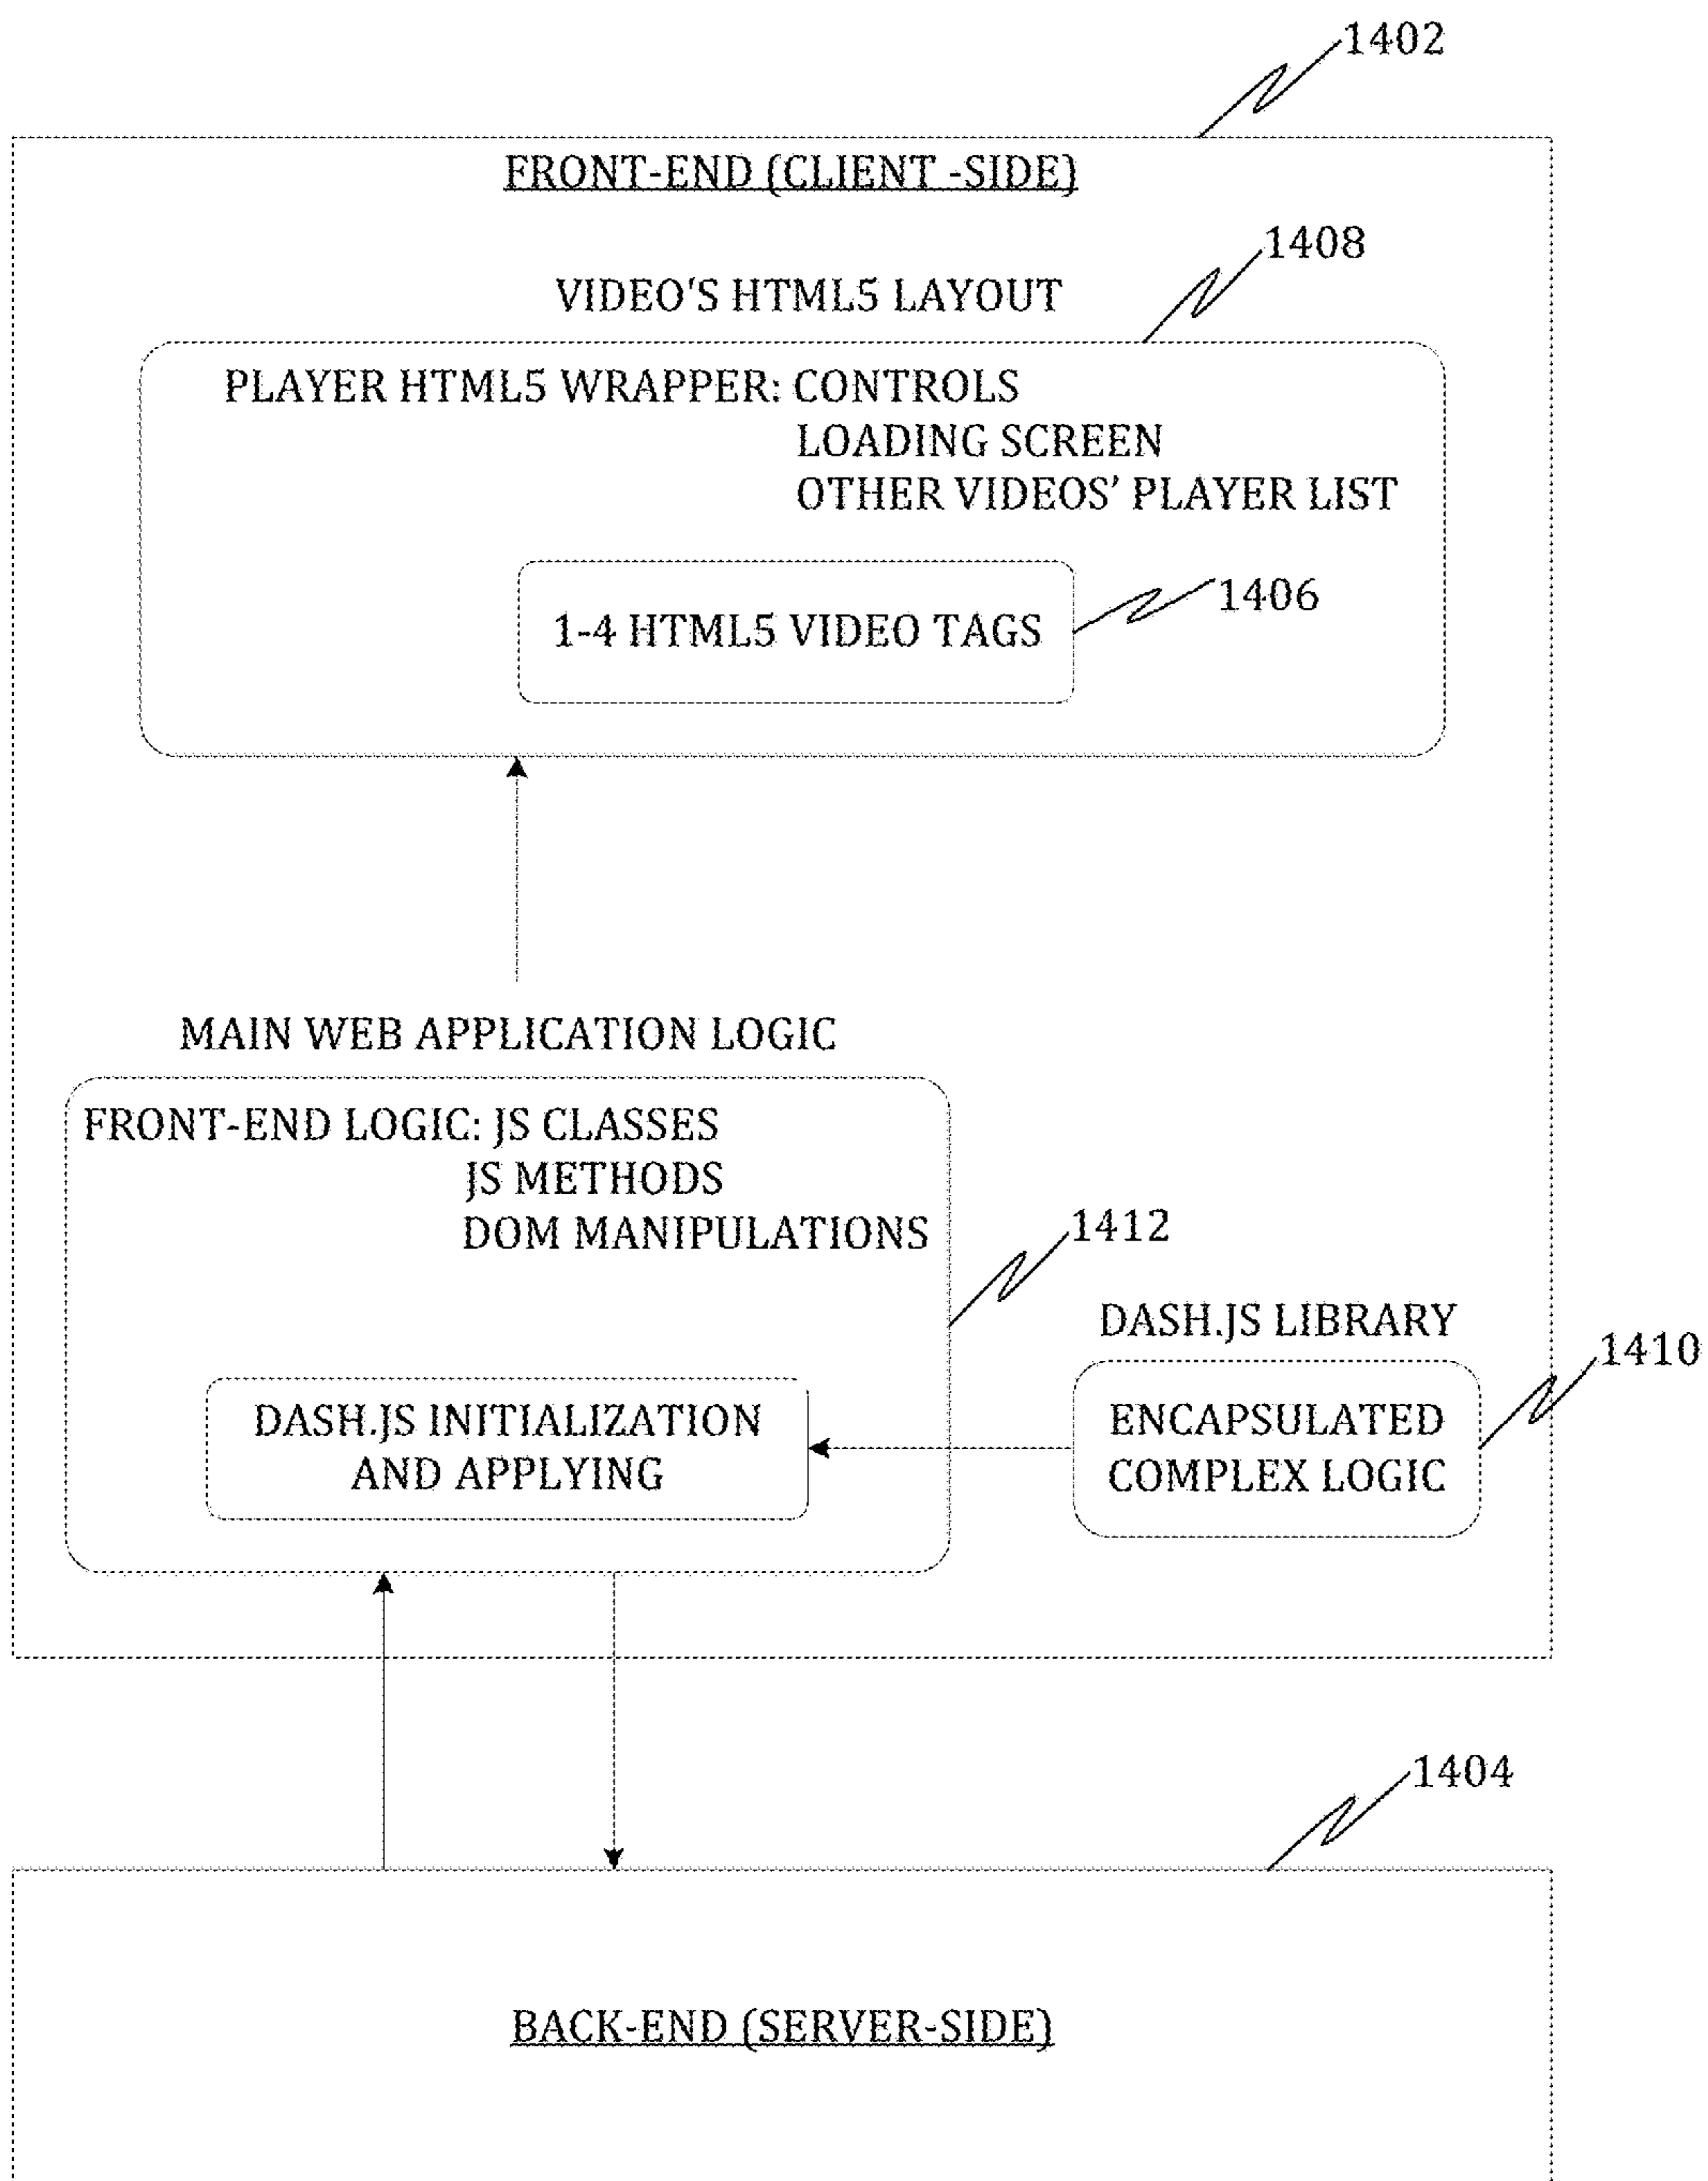 1402
FRONT-END (CLIENT -SIDE)
1408
VIDEO'S HTML5 LAYOUT
PLAYER HTML5 WRAPPER: CONTROLS
LOADING SCREEN
OTHER VIDEOS’ PLAYER LIST
1406
1-4 HTML5 VIDEO TAGS
MAIN WEB APPLICATION LOGIC
FRONT-END LOGIC: JS CLASSES
JS METHODS
DOM MANIPULATIONS
1412
DASH.JS LIBRARY
1410
DASH.JS INITIALIZATION
AND APPLYING
ENCAPSULATED
COMPLEX LOGIC
1404
BACK-END (SERVER-SIDE)